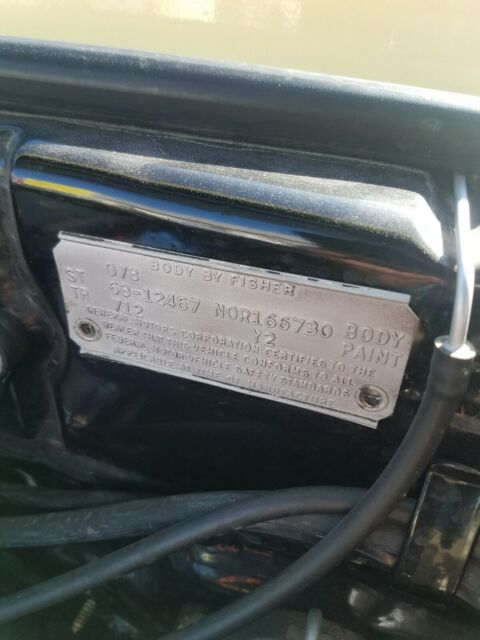 BODY BY FISHER
07B
ST 68-12467 NOR166730 BODY
TR 712 Y2 PAINT
GENERAL MOTORS CORPORATION CERTIFIES TO THE
DEALER THAT THIS VEHICLE CONFORMS TO ALL
FEDERAL MOTOR VEHICLE SAFETY STANDARDS
APPLICABLE AT TIME OF MANUFACTURE